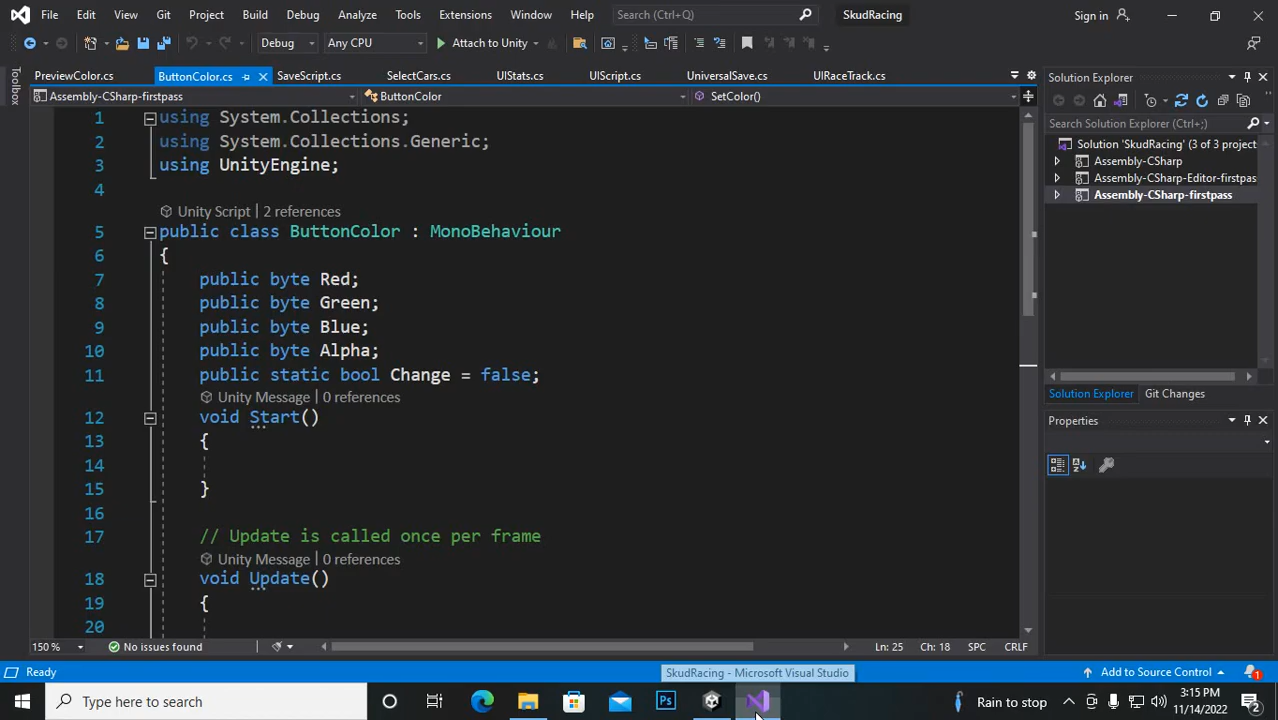 File Edit View Git Project Build Debug Analyze Tools Extensions Window Help Search (Ctrl+Q) SkudRacing Sign in
Debug Any CPU Attach to Unity
Toolbox
PreviewColor.cs ButtonColor.cs SaveScript.cs SelectCars.cs UIStats.cs UIScript.cs UniversalSave.cs UIRaceTrack.cs
Assembly-CSharp-firstpass ButtonColor SetColor()
1 using System.Collections;
2 using System.Collections.Generic;
3 using UnityEngine;
4
Unity Script | 2 references
5 public class ButtonColor : MonoBehaviour
6 {
7 public byte Red;
8 public byte Green;
9 public byte Blue;
10 public byte Alpha;
11 public static bool Change = false;
Unity Message | 0 references
12 void Start()
13 {
14
15 }
16
17 // Update is called once per frame
Unity Message | 0 references
18 void Update()
19 {
20
Solution Explorer
Search Solution Explorer (Ctrl+;)
Solution 'SkudRacing' (3 of 3 project
Assembly-CSharp
Assembly-CSharp-Editor-firstpas
Assembly-CSharp-firstpass
Solution Explorer Git Changes
Properties
150 % No issues found Ln: 25 Ch: 18 SPC CRLF
Ready SkudRacing - Microsoft Visual Studio Add to Source Control 1
Type here to search Ps Rain to stop 3:15 PM
11/14/2022 2